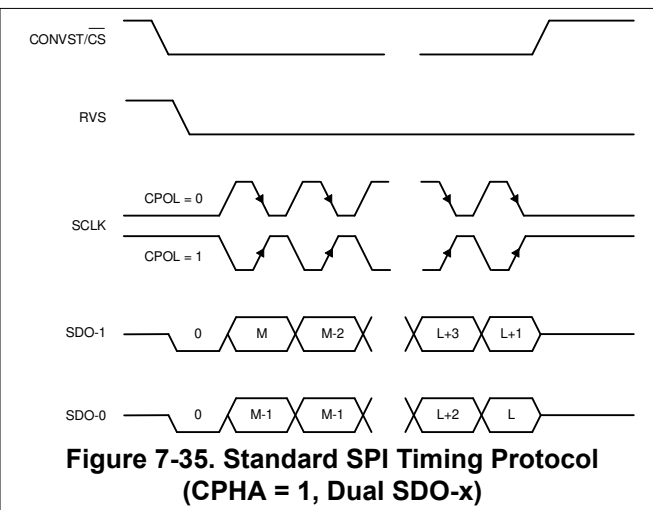 CONVST/CS
RVS
CPOL = 0
SCLK
CPOL = 1
SDO-1 0 M M-2 L+3 L+1
SDO-0 0 M-1 M-1 L+2 L
Figure 7-35. Standard SPI Timing Protocol
(CPHA = 1, Dual SDO-x)